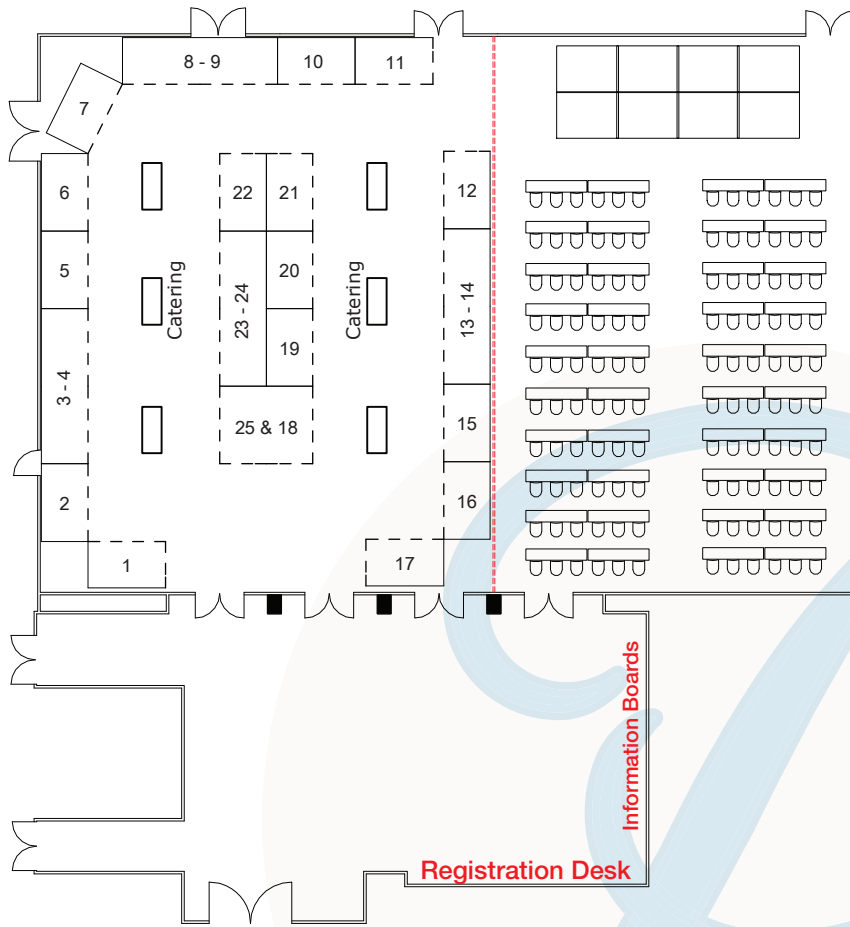 8 - 9
10
11
7
6
22
21
12
5
Catering
23 - 24
20
Catering
13 - 14
3 - 4
19
25 & 18
15
2
16
1
17
Information Boards
Registration Desk